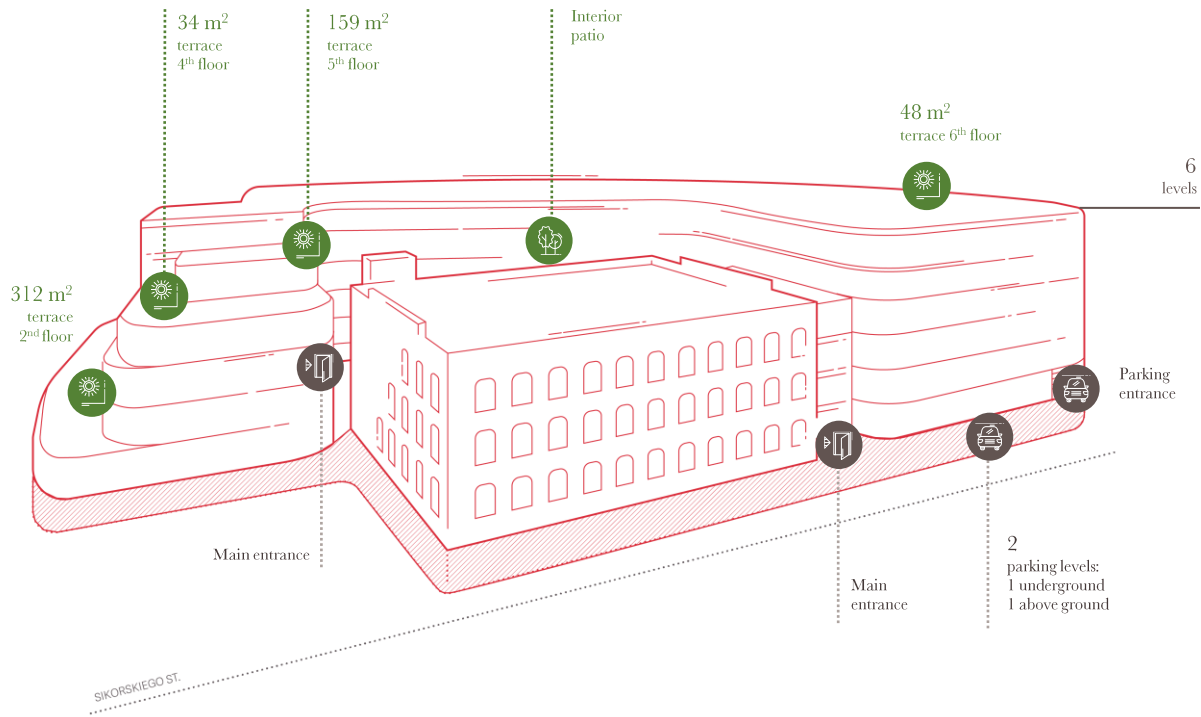 34 m²
terrace
4th floor
159 m²
terrace
5th floor
Interior
patio
48 m²
terrace 6th floor
6
levels
312 m²
terrace
2nd floor
Parking
entrance
Main entrance
2
parking levels:
1 underground
1 above ground
Main
entrance
SIKORSKIEGO ST.